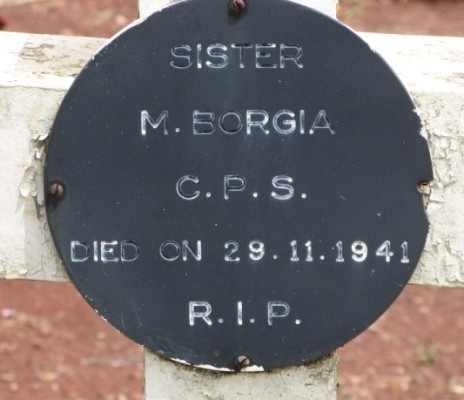 SISTER
M. BORGIA
C.P.S.
DIED ON 29.11.1941
R.I.P.